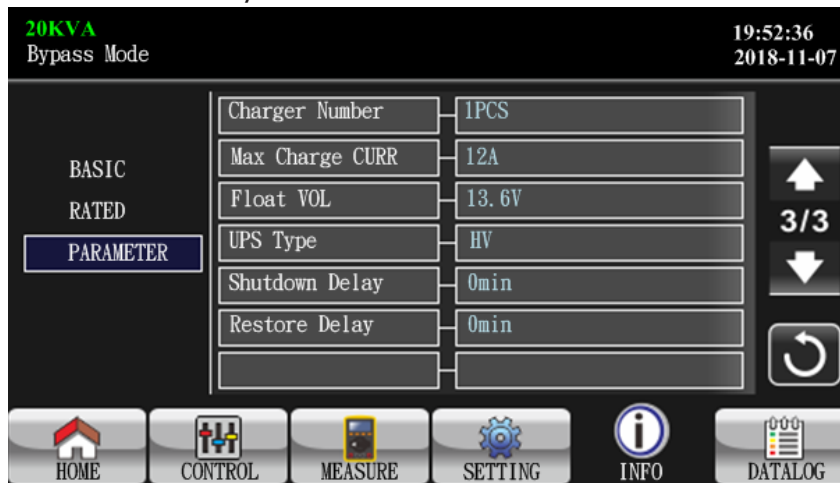 20KVA
Bypass Mode
19:52:36
2018-11-07
BASIC
RATED
PARAMETER
Charger Number 1PCS
Max Charge CURR 12A
Float VOL 13.6V
UPS Type HV
Shutdown Delay 0min
Restore Delay 0min
3/3
HOME CONTROL MEASURE SETTING INFO DATALOG